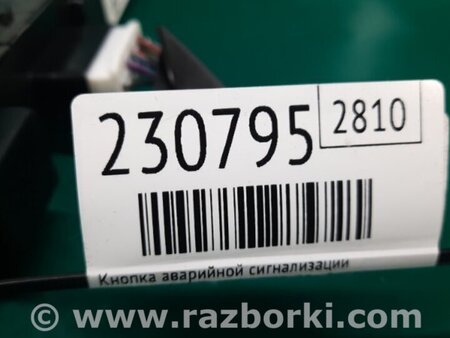 230795
2810
Кнопка аварийной сигнализации
www.razborki.com